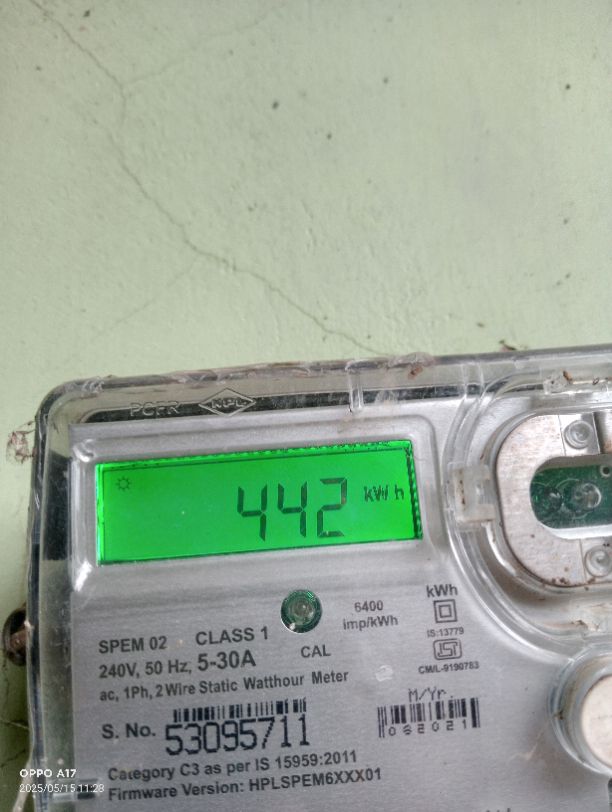 PCFR HPL
442 kWh
6400
imp/kWh
kWh
CAL
IS:13779
CM/L-9190783
SPEM 02 CLASS 1
240V, 50 Hz, 5-30A
ac, 1Ph, 2 Wire Static Watthour Meter
M/Yr.
062021
S. No. 53095711
Category C3 as per IS 15959:2011
Firmware Version: HPLSPEM6XXX01
OPPO A17
2025/05/15 11:28